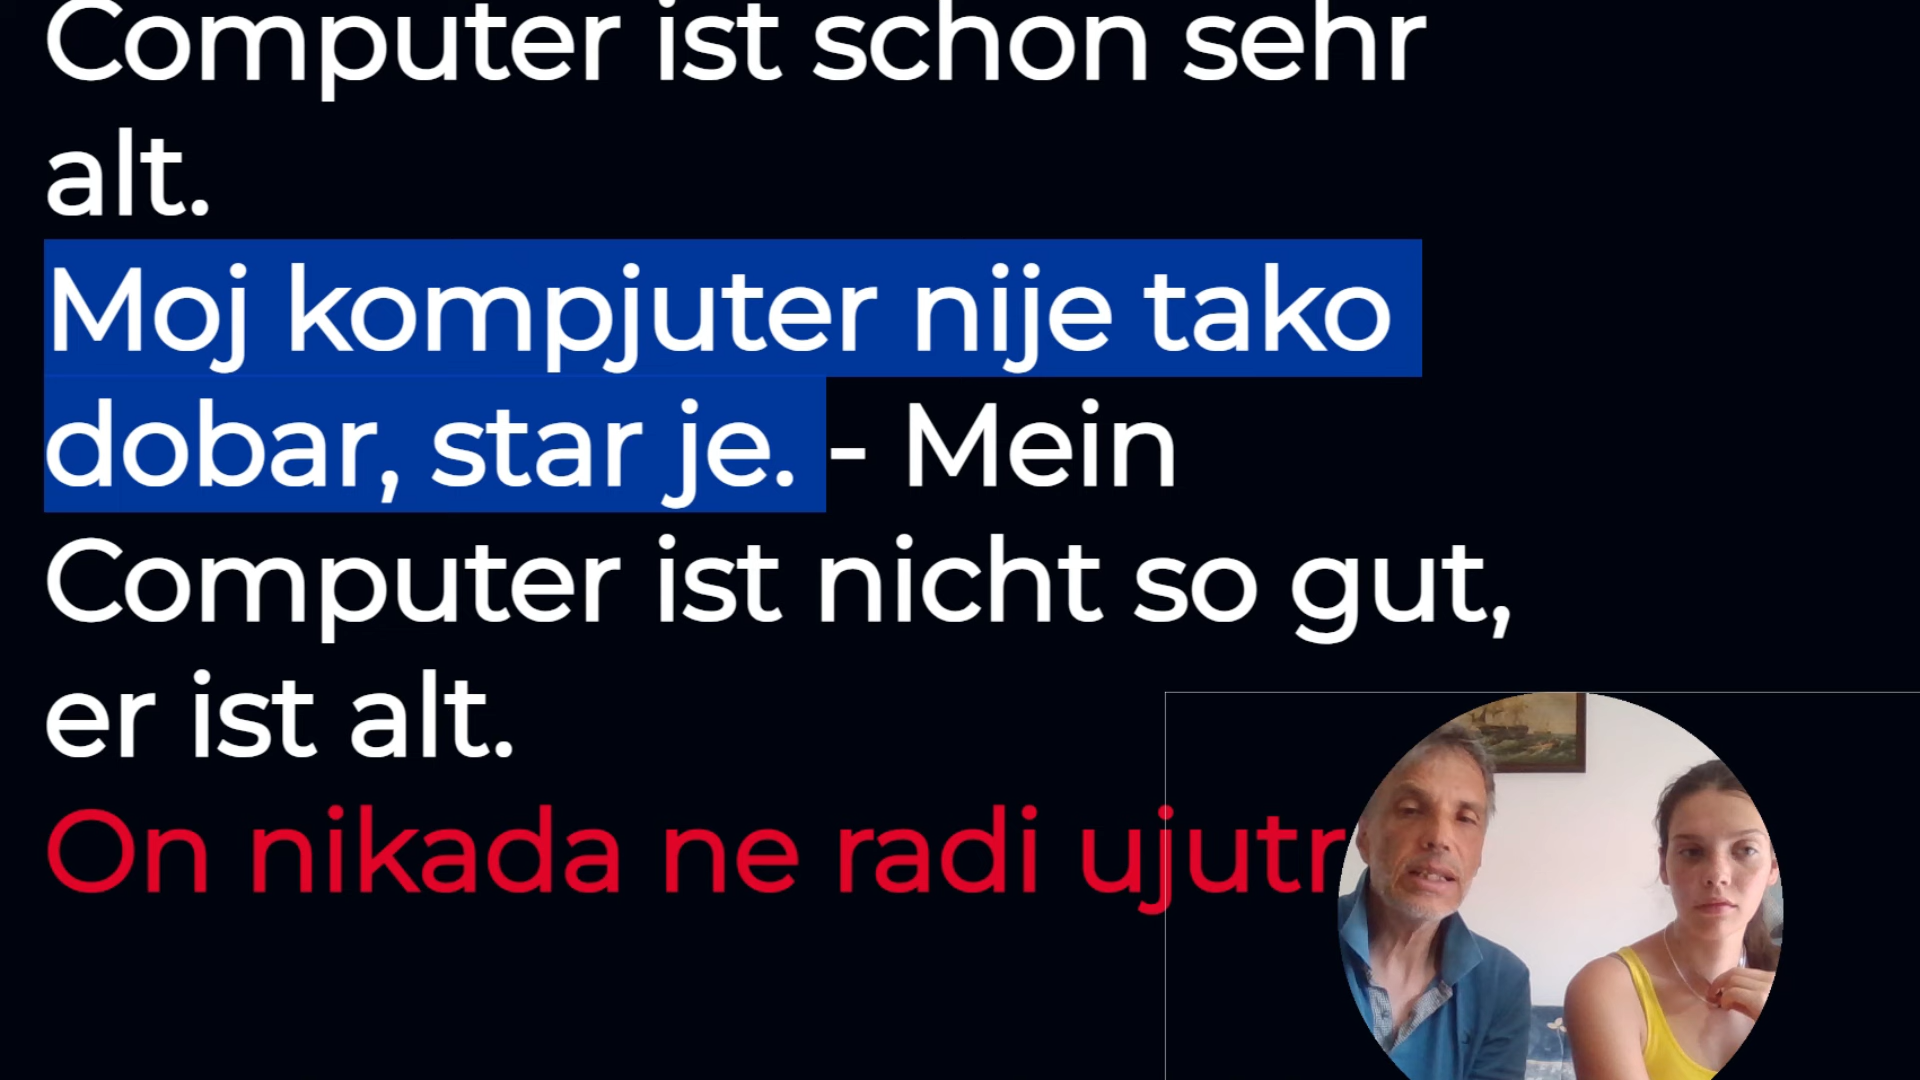 Computer ist schon sehr
alt.
Moj kompjuter nije tako
dobar, star je. - Mein
Computer ist nicht so gut,
er ist alt.
On nikada ne radi